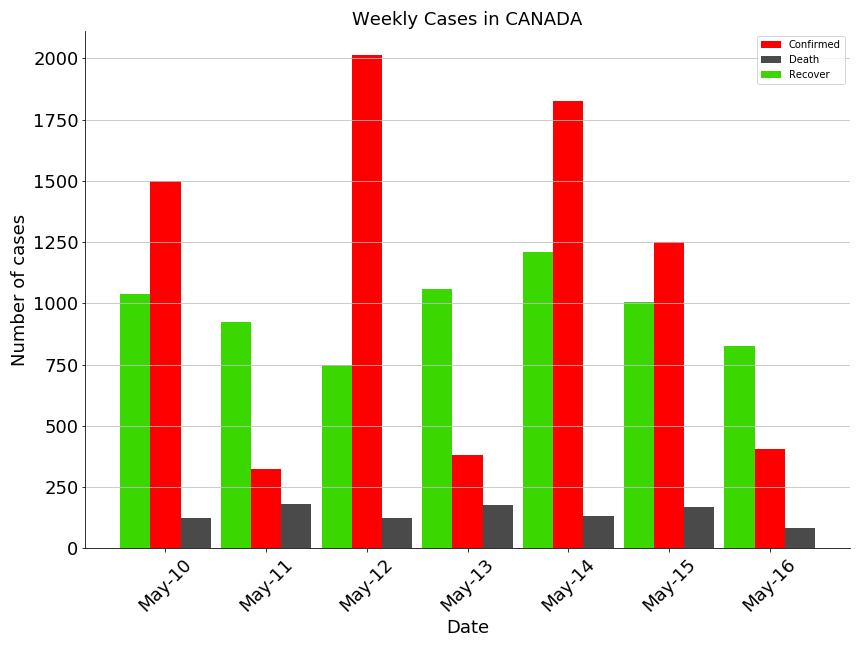 Weekly Cases in CANADA
Confirmed
Death
Recover
Number of cases
2000
1750
1500
1250
1000
750
500
250
0
May-10
May-11
May-12
May-13
May-14
May-15
May-16
Date